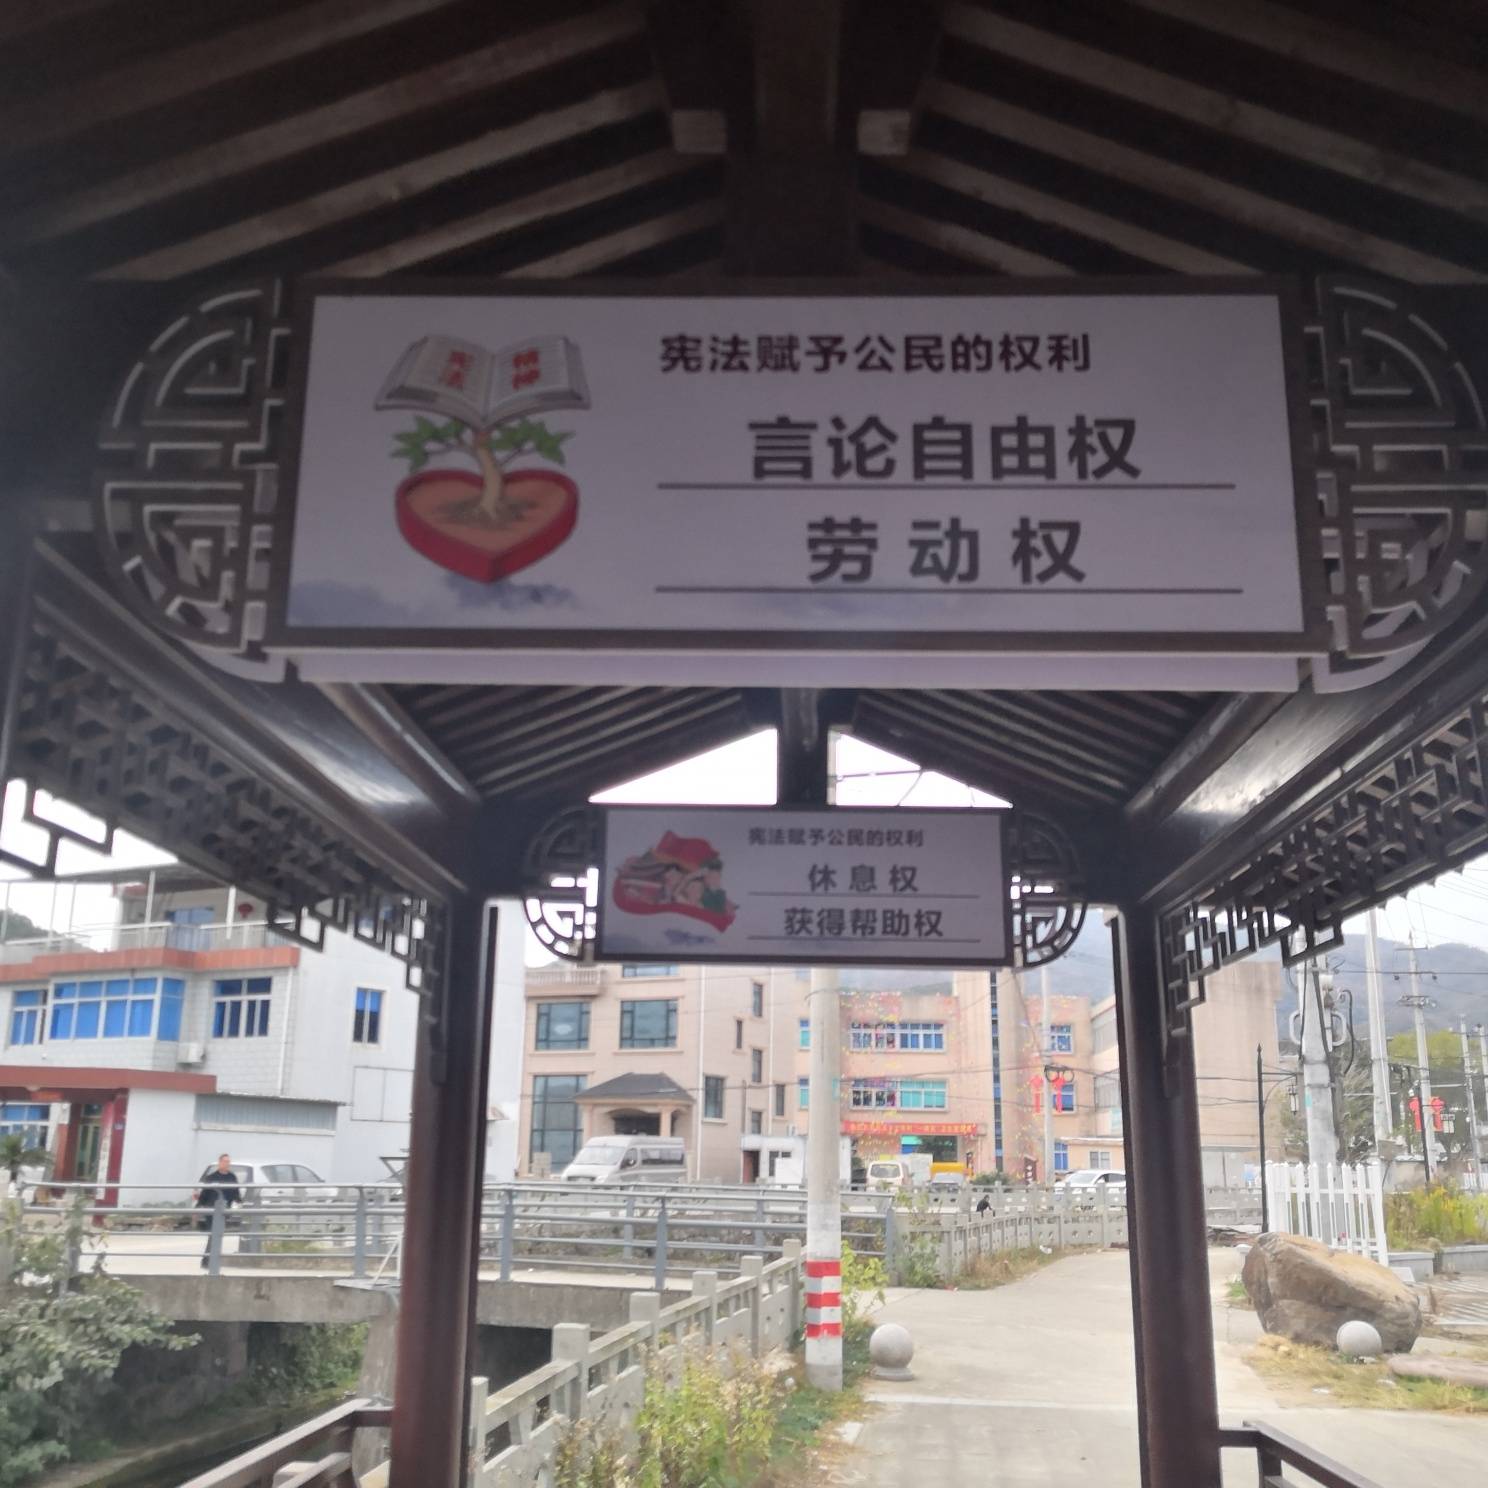 宪法
精神
宪法赋予公民的权利
言论自由权
劳动权
宪法赋予公民的权利
休息权
获得帮助权